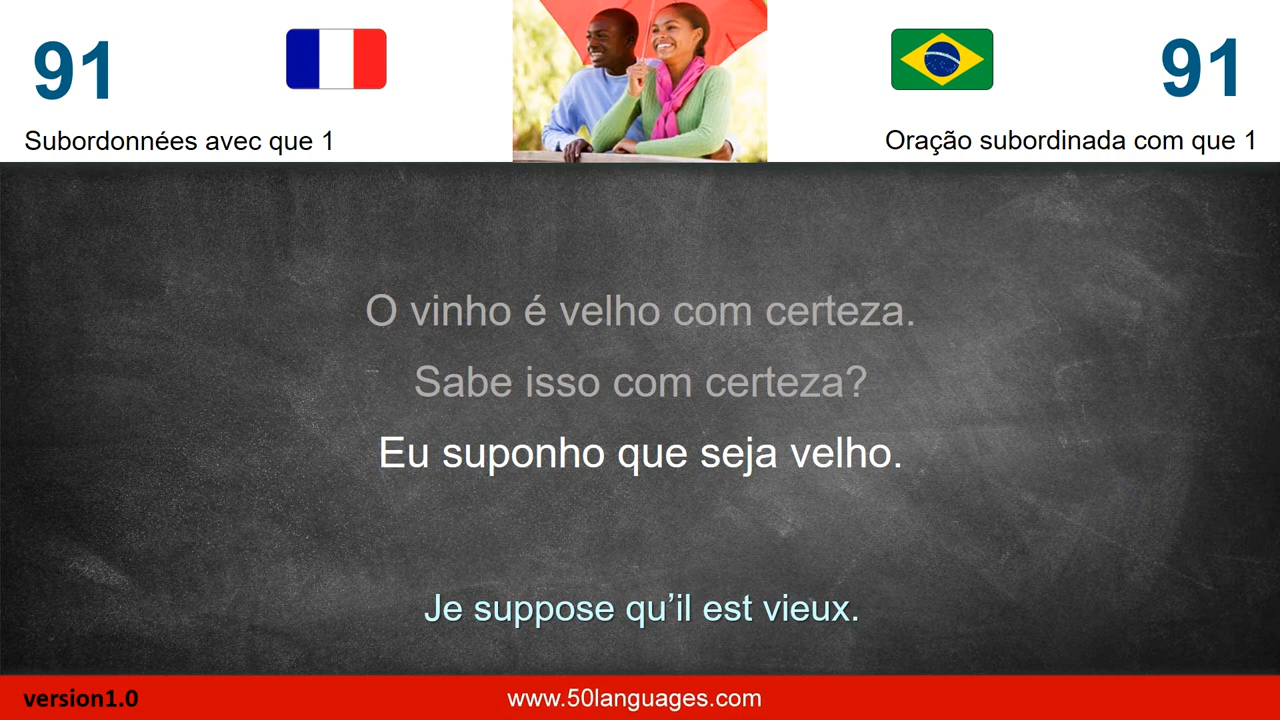 91
91
Subordonnées avec que 1
Oração subordinada com que 1
O vinho é velho com certeza.
Sabe isso com certeza?
Eu suponho que seja velho.
Je suppose qu’il est vieux.
version1.0
www.50languages.com